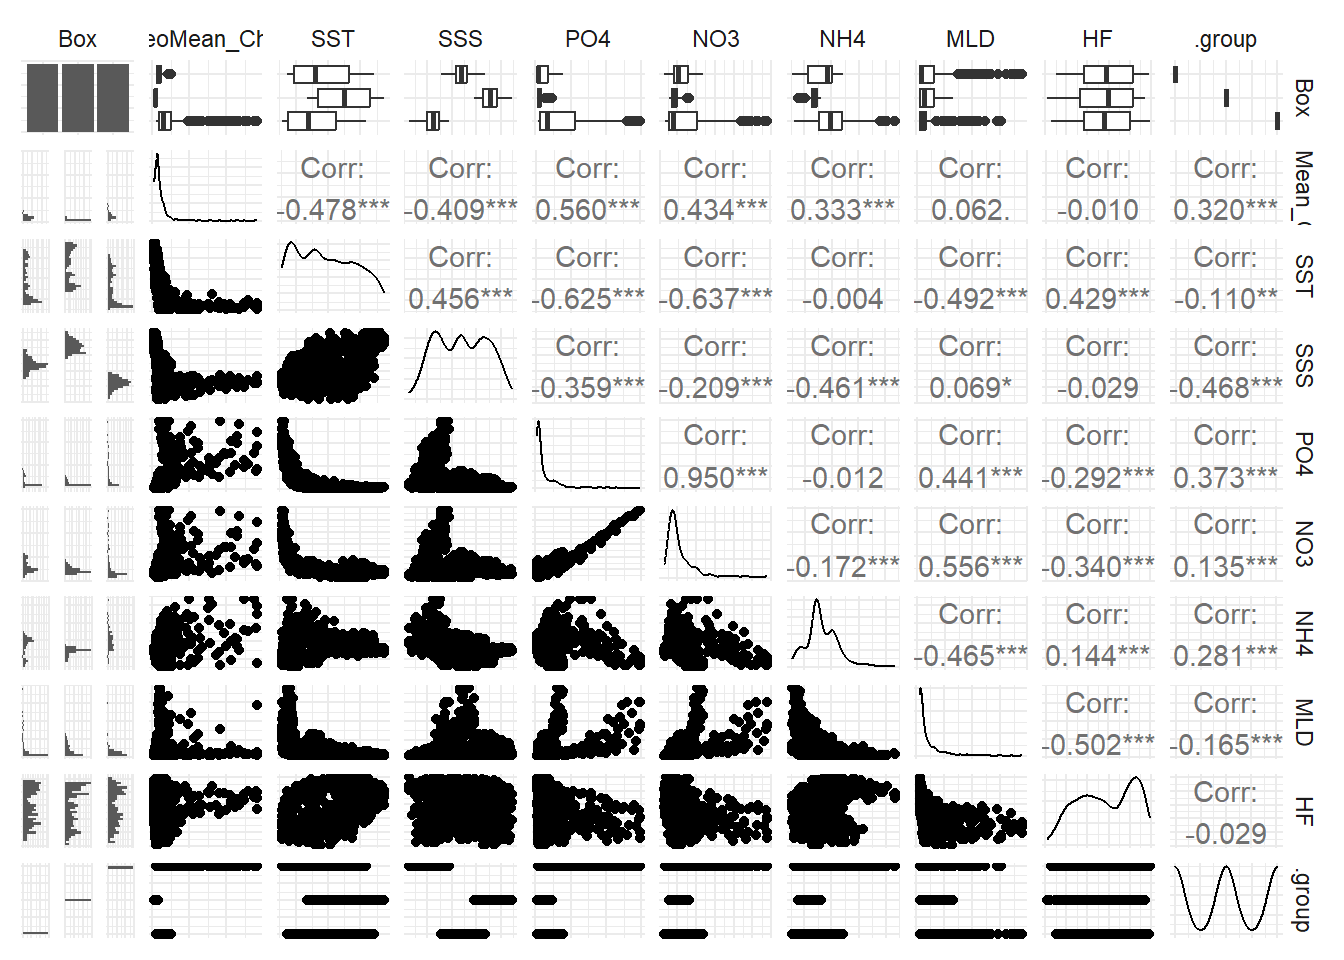 Box eoMean_Ch SST SSS PO4 NO3 NH4 MLD HF .group
Box
Mean_
Corr: Corr: Corr: Corr: Corr: Corr: Corr: Corr:
-0.478*** -0.409*** 0.560*** 0.434*** 0.333*** 0.062. -0.010 0.320***
SST
Corr: Corr: Corr: Corr: Corr: Corr: Corr:
0.456*** -0.625*** -0.637*** -0.004 -0.492*** 0.429*** -0.110**
SSS
Corr: Corr: Corr: Corr: Corr: Corr:
-0.359*** -0.209*** -0.461*** 0.069* -0.029 -0.468***
PO4
Corr: Corr: Corr: Corr: Corr:
0.950*** -0.012 0.441*** -0.292*** 0.373***
NO3
Corr: Corr: Corr: Corr:
-0.172*** 0.556*** -0.340*** 0.135***
NH4
Corr: Corr: Corr:
-0.465*** 0.144*** 0.281***
MLD
Corr: Corr:
-0.502*** -0.165***
HF
Corr:
-0.029
.group